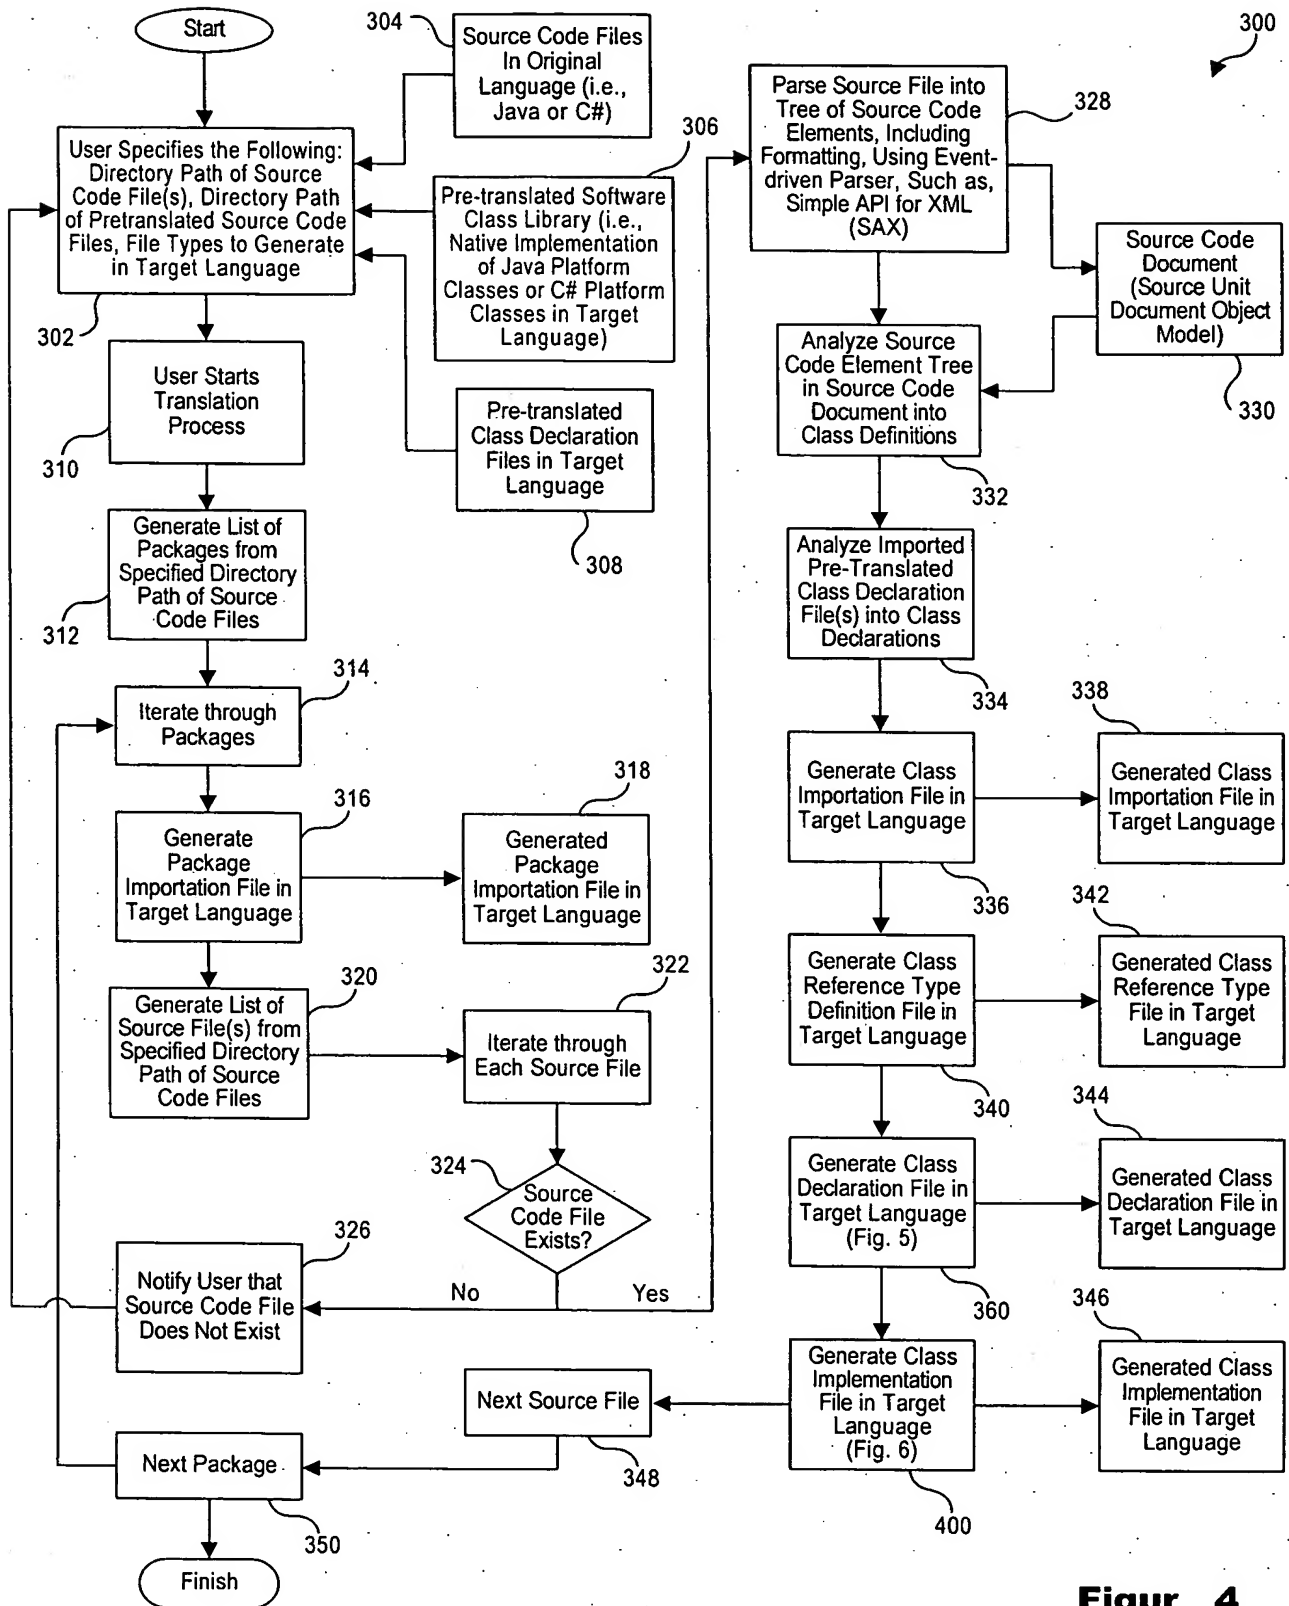 Start
304
Source Code Files
In Original
Language (i.e.,
Java or C#)
300
User Specifies the Following:
Directory Path of Source
Code File(s), Directory Path
of Pretranslated Source Code
Files, File Types to Generate
in Target Language
302
306
Pre-translated Software
Class Library (i.e.,
Native Implementation
of Java Platform
Classes or C# Platform
Classes in Target
Language)
User Starts
Translation
Process
310
Pre-translated
Class Declaration
Files in Target
Language
308
Generate List of
Packages from
Specified Directory
Path of Source
Code Files
312
314
Iterate through
Packages
316
Generate
Package
Importation File in
Target Language
318
Generated
Package
Importation File in
Target Language
320
Generate List of
Source File(s) from
Specified Directory
Path of Source
Code Files
322
Iterate through
Each Source File
324
Source
Code File
Exists?
No
Yes
326
Notify User that
Source Code File
Does Not Exist
Parse Source File into
Tree of Source Code
Elements, Including
Formatting, Using Event-
driven Parser, Such as,
Simple API for XML
(SAX)
328
Source Code
Document
(Source Unit
Document Object
Model)
330
Analyze Source
Code Element Tree
in Source Code
Document into
Class Definitions
332
Analyze Imported
Pre-Translated
Class Declaration
File(s) into Class
Declarations
334
Generate Class
Importation File in
Target Language
336
338
Generated Class
Importation File in
Target Language
Generate Class
Reference Type
Definition File in
Target Language
340
342
Generated Class
Reference Type
File in Target
Language
Generate Class
Declaration File in
Target Language
(Fig. 5)
360
344
Generated Class
Declaration File in
Target Language
Generate Class
Implementation
File in Target
Language
(Fig. 6)
400
346
Generated Class
Implementation
File in Target
Language
Next Source File
348
Next Package
350
Finish
Figur 4